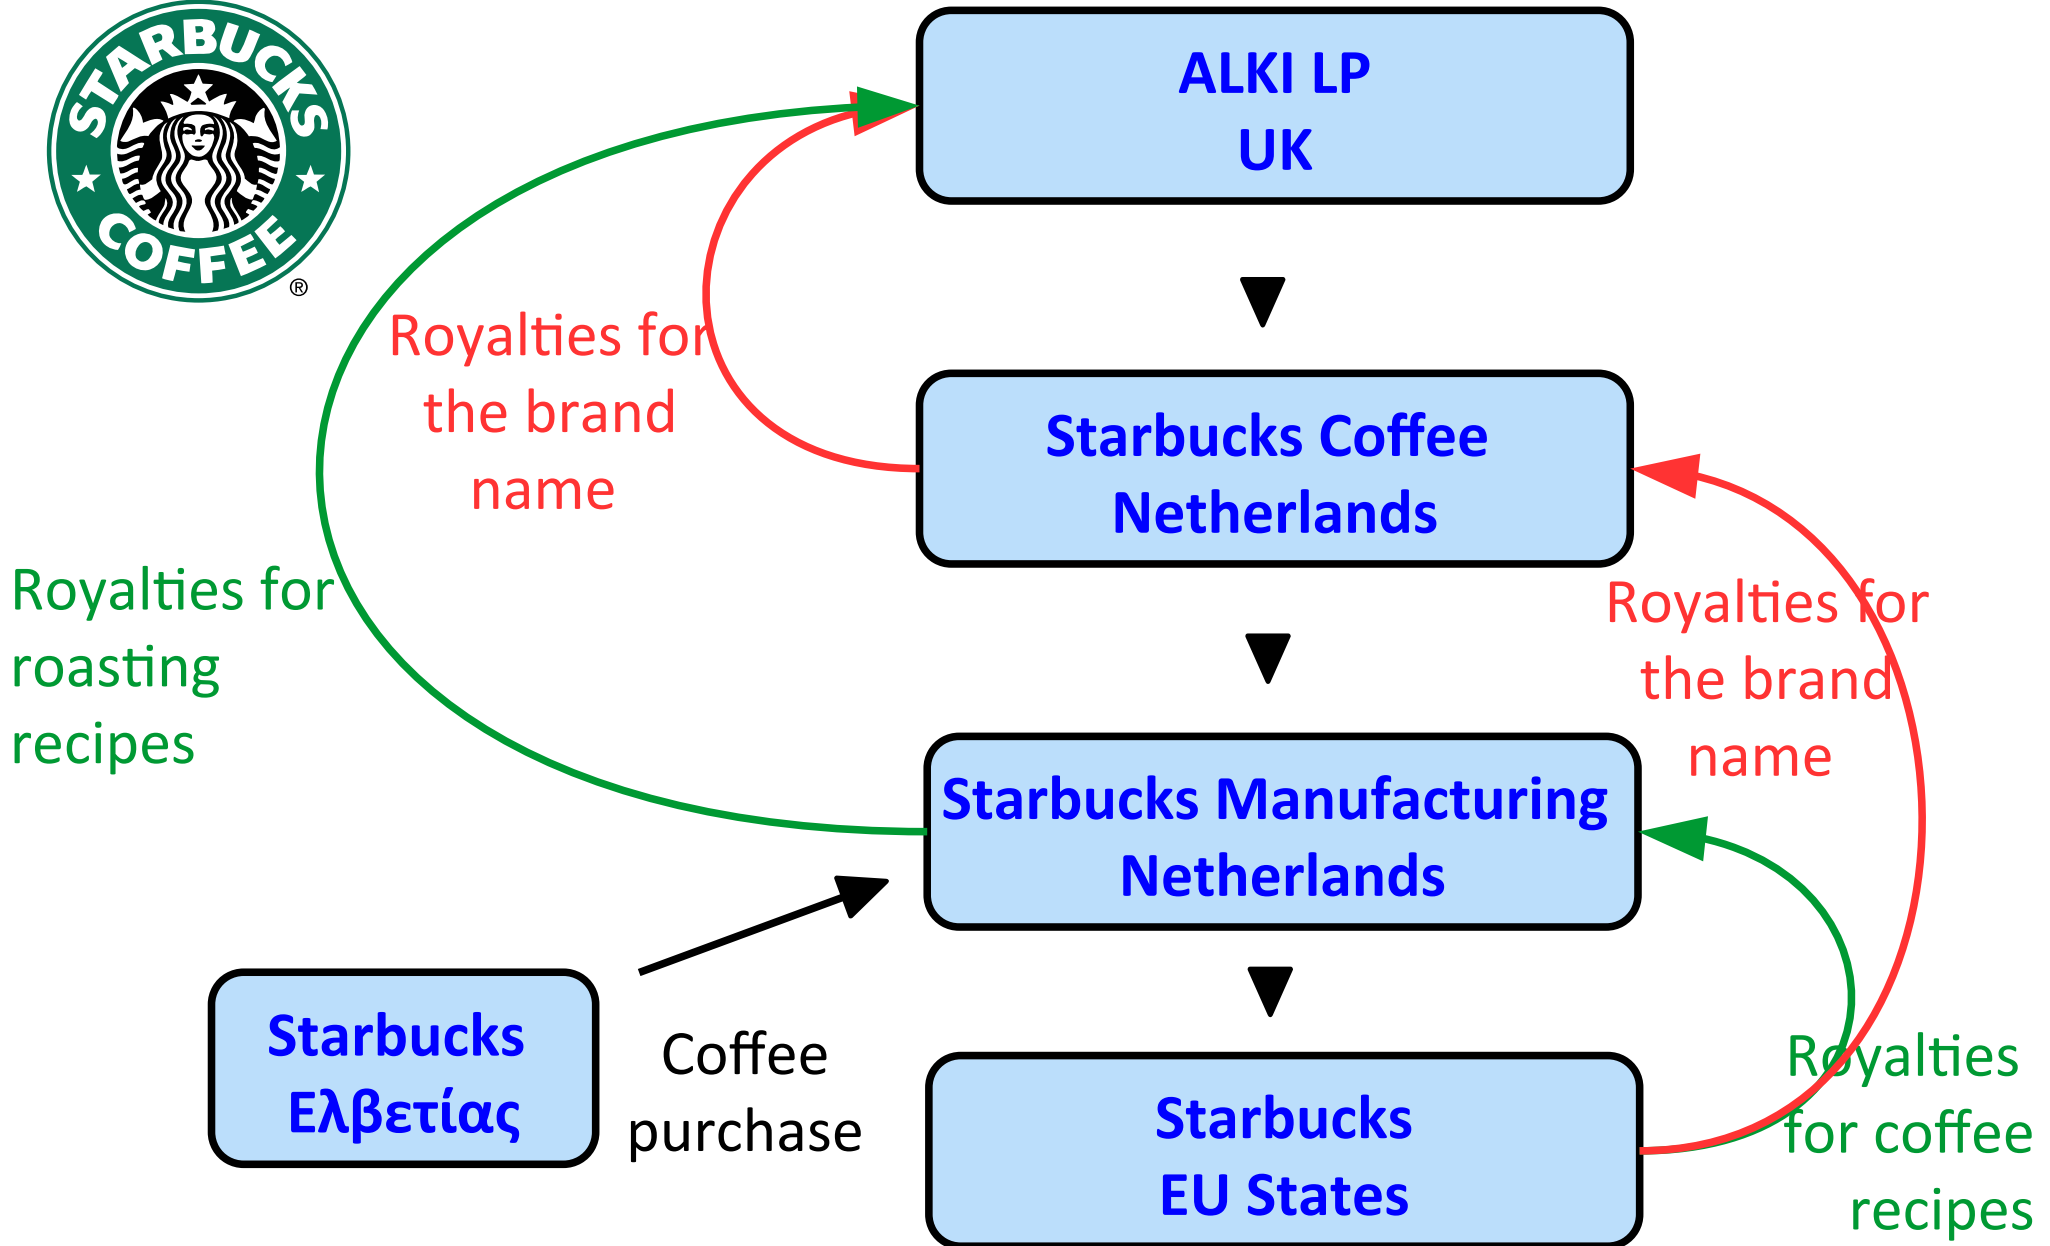 STARBUCKS
COFFEE
®
ALKI LP
UK
Royalties for
the brand
name
Starbucks Coffee
Netherlands
Royalties for
roasting
recipes
Royalties for
the brand
name
Starbucks Manufacturing
Netherlands
Starbucks
Ελβετίας
Coffee
purchase
Starbucks
EU States
Royalties
for coffee
recipes